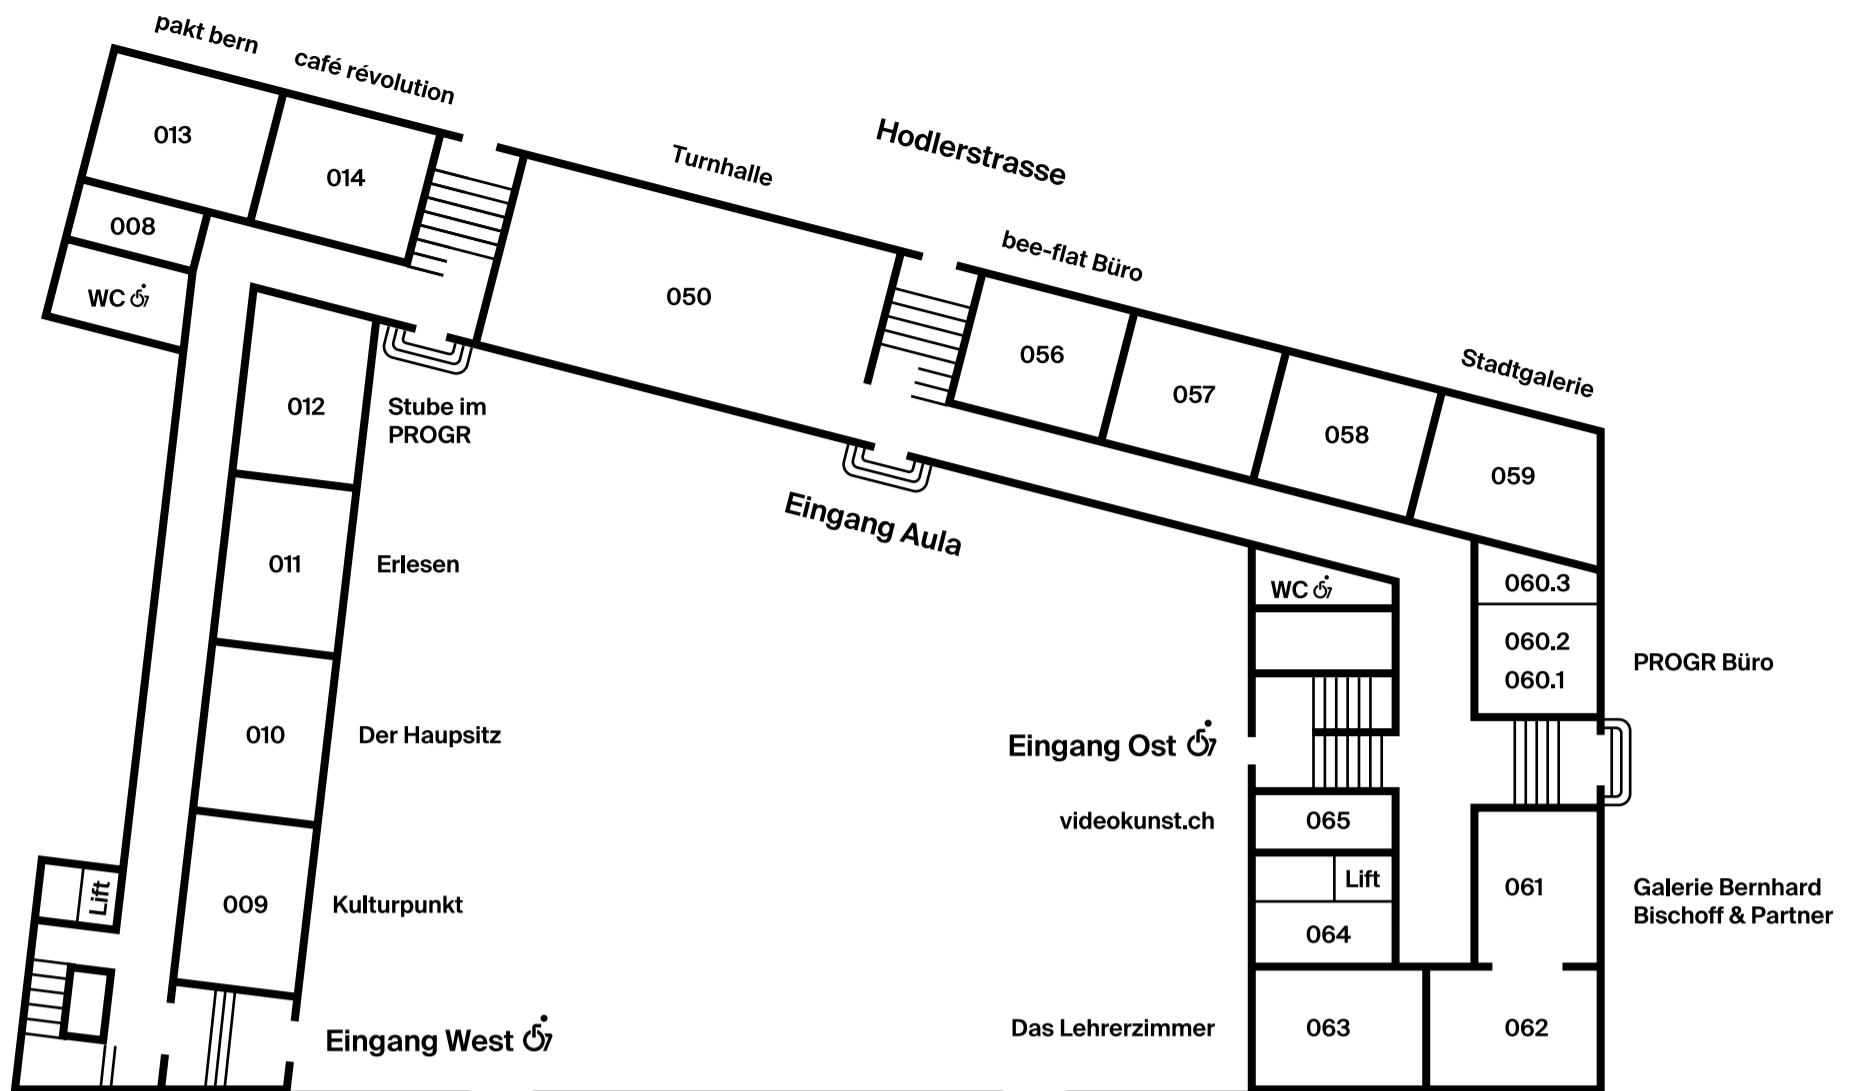 pakt bern
café révolution
Hodlerstrasse
Turnhalle
bee-flat Büro
Stadtgalerie
013
014
008
WC
050
056
057
058
059
012
Stube im
PROGR
Eingang Aula
011
Erlesen
WC
060.3
060.2
060.1
PROGR Büro
010
Der Haupsitz
Eingang Ost
videokunst.ch
065
Lift
Lift
009
Kulturpunkt
061
Galerie Bernhard
Bischoff & Partner
064
Eingang West
Das Lehrerzimmer
063
062